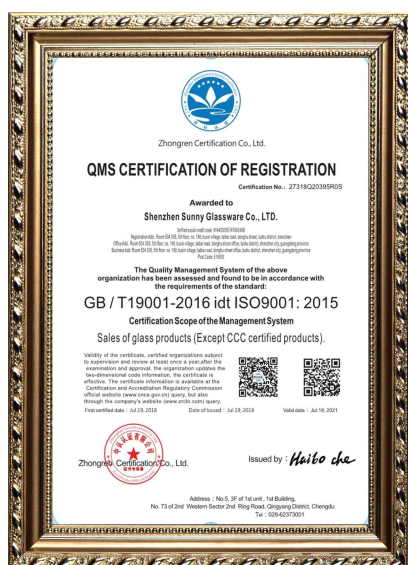 Zhongren Certification Co., Ltd.
QMS CERTIFICATION OF REGISTRATION
Certification No.: 27318Q20395R0S
Awarded to
Shenzhen Sunny Glassware Co., LTD.
The Quality Management System of the above
organization has been assessed and found to be in accordance with
the requirements of the standard:
GB / T19001-2016 idt ISO9001: 2015
Certification Scope of the Management System
Sales of glass products (Except CCC certified products).
Validity of the certificate, certified organizations subject
to supervision and review at least once a year, after the
examination and approval, the organization updates the
two-dimensional code information, the certificate is
effective. The certificate information is available at the
Certification and Accreditation Regulatory Commission
official website (www.cnca.gov.cn) query, but also
through the company's website (www.zrcln.com) query.
First certified date : Jul.19, 2018 Date of Issued : Jul.19, 2018 Valid date : Jul.18, 2021
Zhongren Certification Co., Ltd.
Issued by : Haibo che
Address : No.5, 3F of 1st unit , 1st Building,
No. 73 of 2nd Western Sector 2nd Ring Road, Qingyang District, Chengdu
Tel : 028-62373001